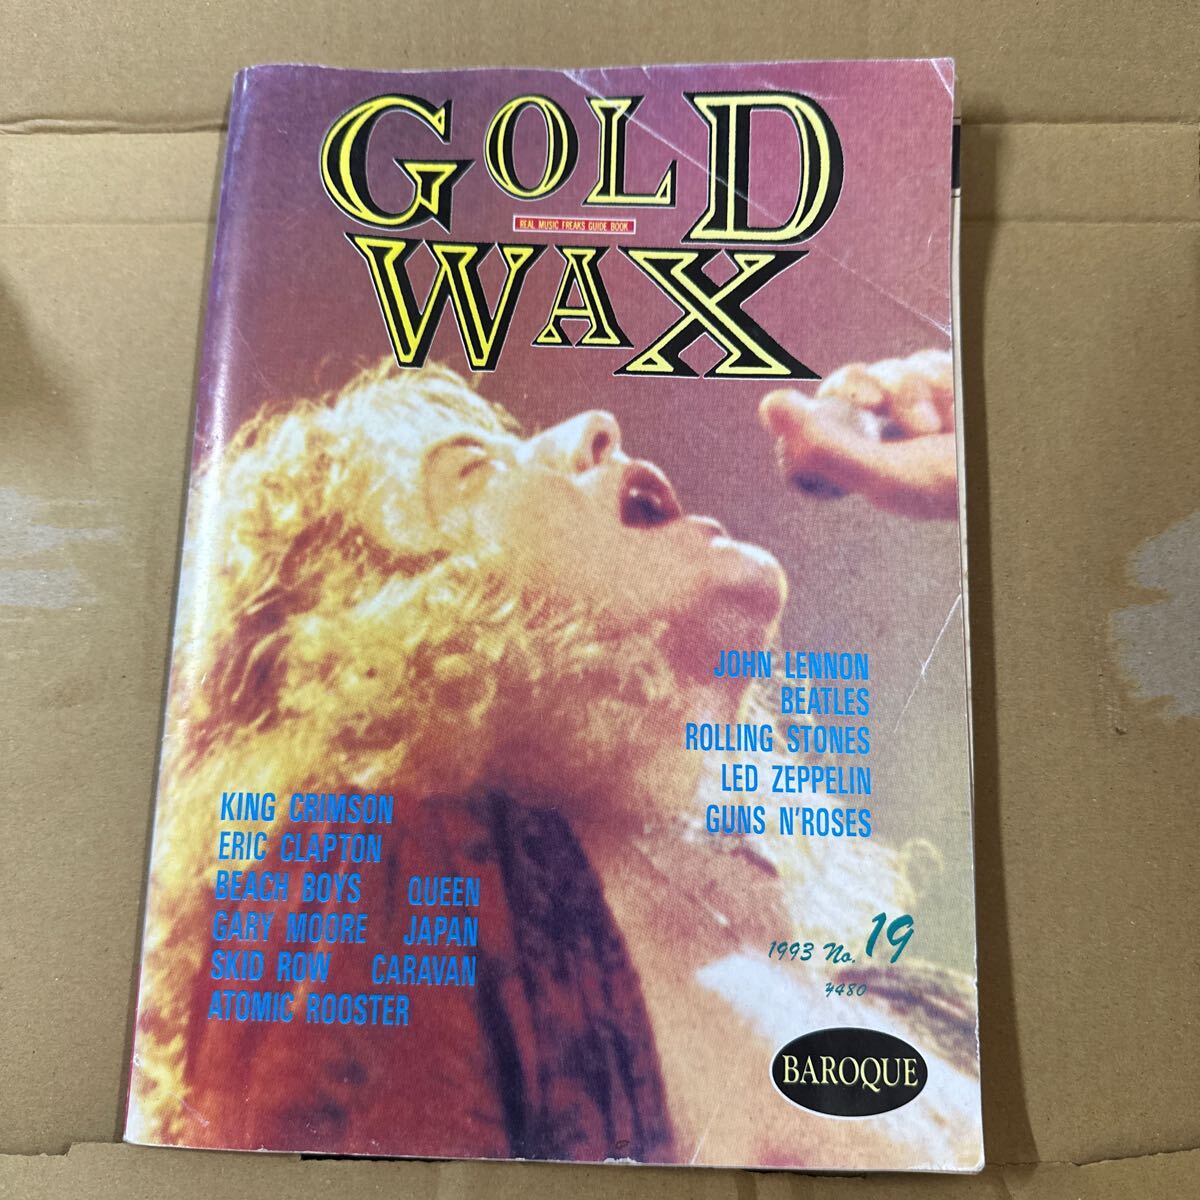 GOLD
REAL MUSIC FREAKS GUIDE BOOK
WAX
JOHN LENNON
BEATLES
ROLLING STONES
LED ZEPPELIN
GUNS N'ROSES
KING CRIMSON
ERIC CLAPTON
BEACH BOYS QUEEN
GARY MOORE JAPAN
SKID ROW CARAVAN
ATOMIC ROOSTER
1993 No. 19
¥480
BAROQUE